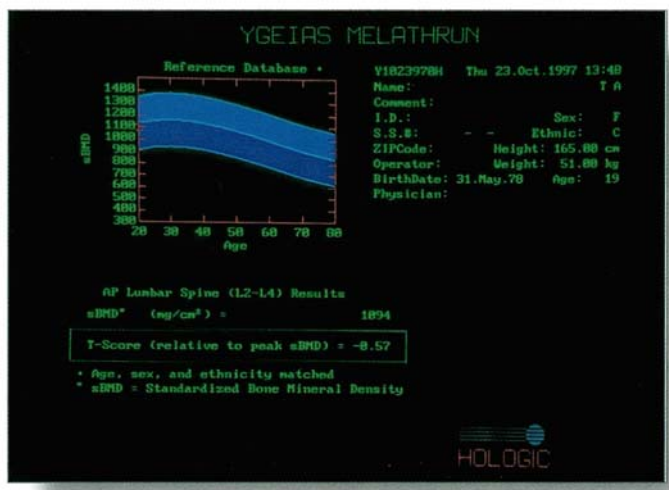 YGEIAS MELATHRUN
Reference Database •
1400
1300
1200
1100
1000
900
800
700
600
500
400
300
sBMD
20 30 40 50 60 70 80
Age
Y1023970H Thu 23.Oct.1997 13:40
Name: T A
Comment:
I.D.: Sex: F
S.S.#: - - Ethnic: C
ZIPCode: Height: 165.00 cm
Operator: Weight: 51.00 kg
BirthDate: 31.May.78 Age: 19
Physician:
AP Lumbar Spine (L2-L4) Results
sBMD* (mg/cm²) = 1094
T-Score (relative to peak sBMD) = -0.57
• Age, sex, and ethnicity matched
* sBMD = Standardized Bone Mineral Density
HOLOGIC